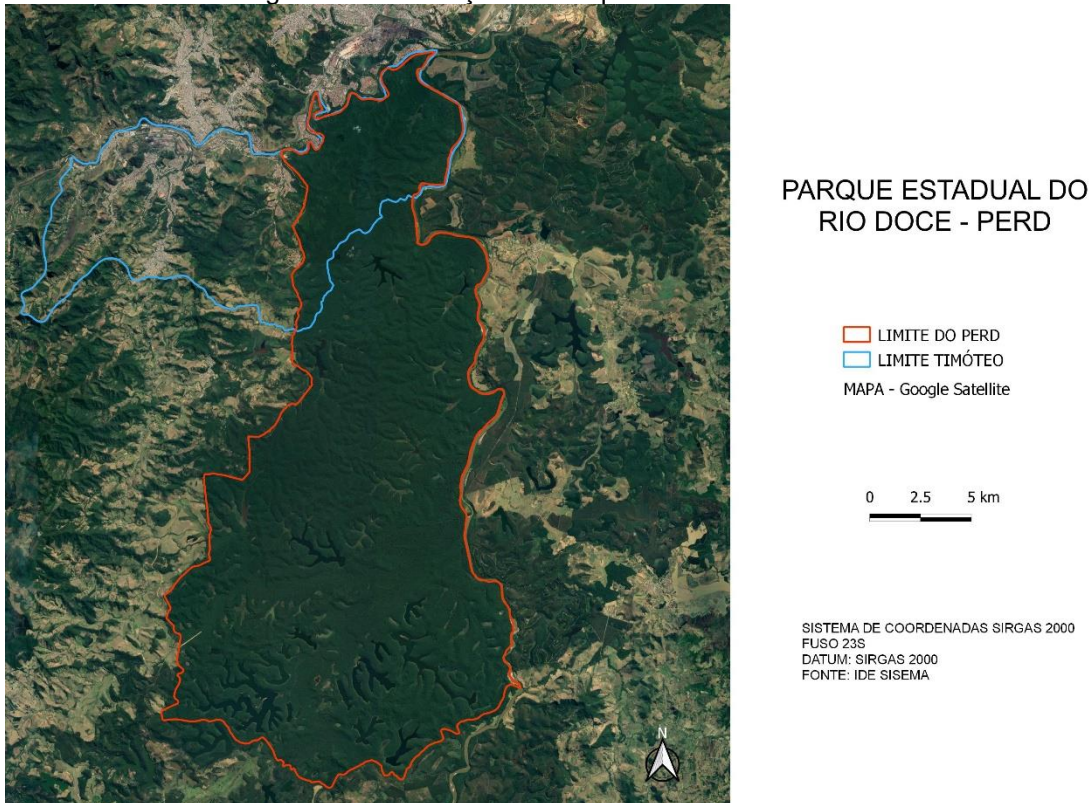 PARQUE ESTADUAL DO
RIO DOCE - PERD
LIMITE DO PERD
LIMITE TIMÓTEO
MAPA - Google Satellite
0 2.5 5 km
SISTEMA DE COORDENADAS SIRGAS 2000
FUSO 23S
DATUM: SIRGAS 2000
FONTE: IDE SISEMA
N